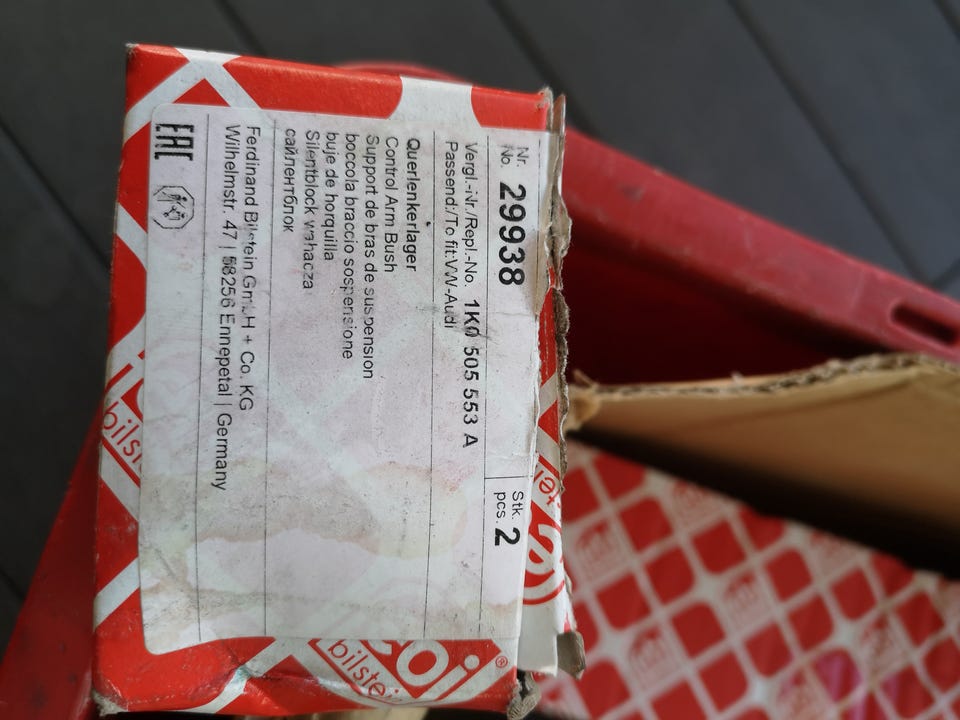 Nr.
No. 29938
Stk.
pcs. 2
Vergl.-Nr./Repl.-No. 1K0 505 553 A
Passend:/To fit:VW-Audi
Querlenkerlager
Control Arm Bush
Support de bras de suspension
boccola braccio sospensione
buje de horquilla
Silentblock wahacza
сайлентблок
Ferdinand Bilstein GmbH + Co. KG
Wilhelmstr. 47 | 58256 Ennepetal | Germany
EAC
bilstein
bilstei